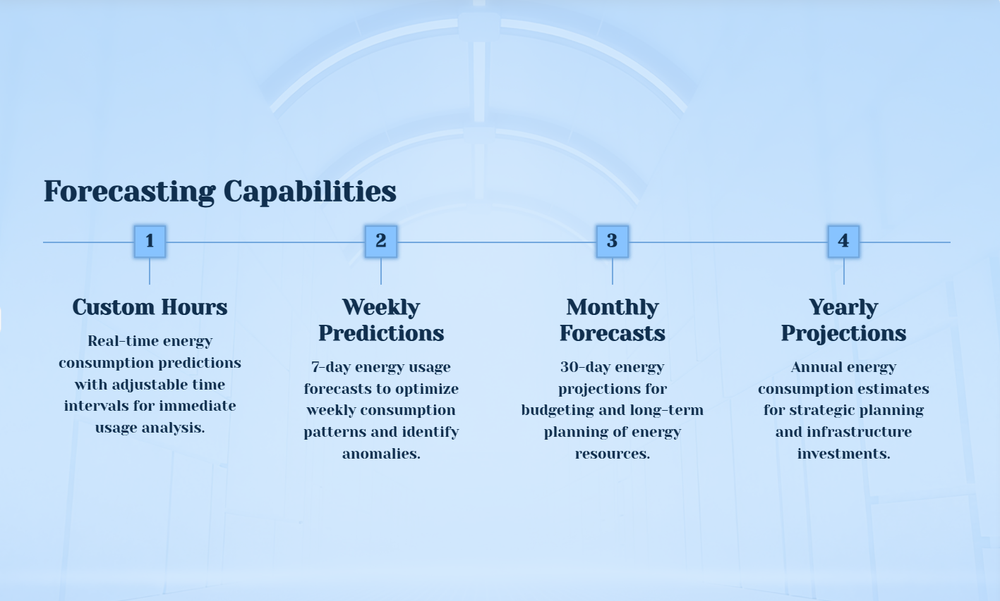 Forecasting Capabilities
1
2
3
4
Custom Hours
Real-time energy
consumption predictions
with adjustable time
intervals for immediate
usage analysis.
Weekly
Predictions
7-day energy usage
forecasts to optimize
weekly consumption
patterns and identify
anomalies.
Monthly
Forecasts
30-day energy
projections for
budgeting and long-term
planning of energy
resources.
Yearly
Projections
Annual energy
consumption estimates
for strategic planning
and infrastructure
investments.